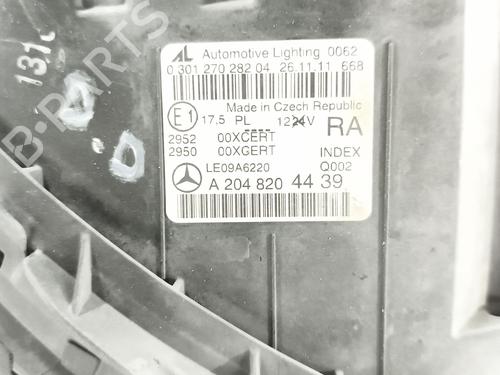 AL Automotive Lighting 0062
0 301 270 282 04 26.11.11 668
Made in Czech Republic
E1 17.5 PL 1224V RA
2952 00XCERT
2950 00XGERT INDEX
LE09A6220 Q002
A 204 820 44 39
131
B-PARTS